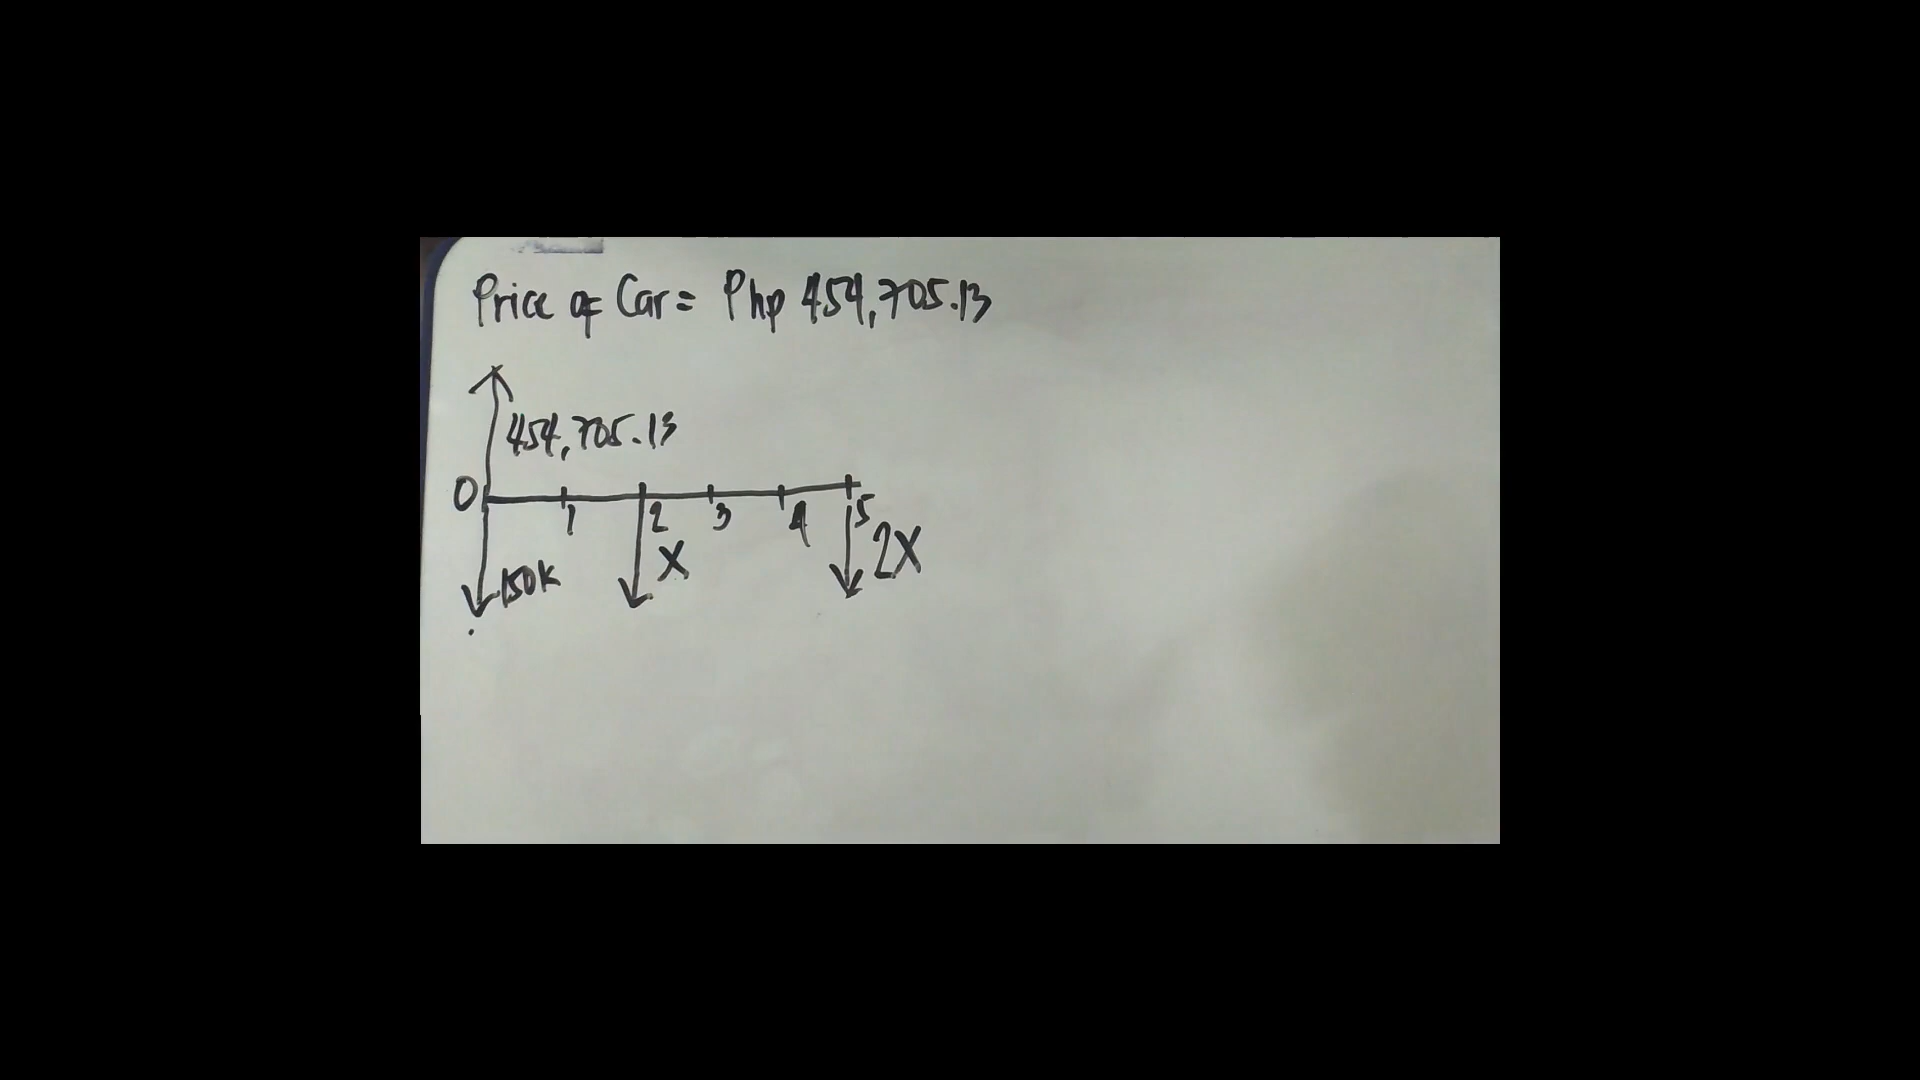 Price of Car = Php 454,705.13
454,705.13
0
1 2 3 4 5
150K
X
2X